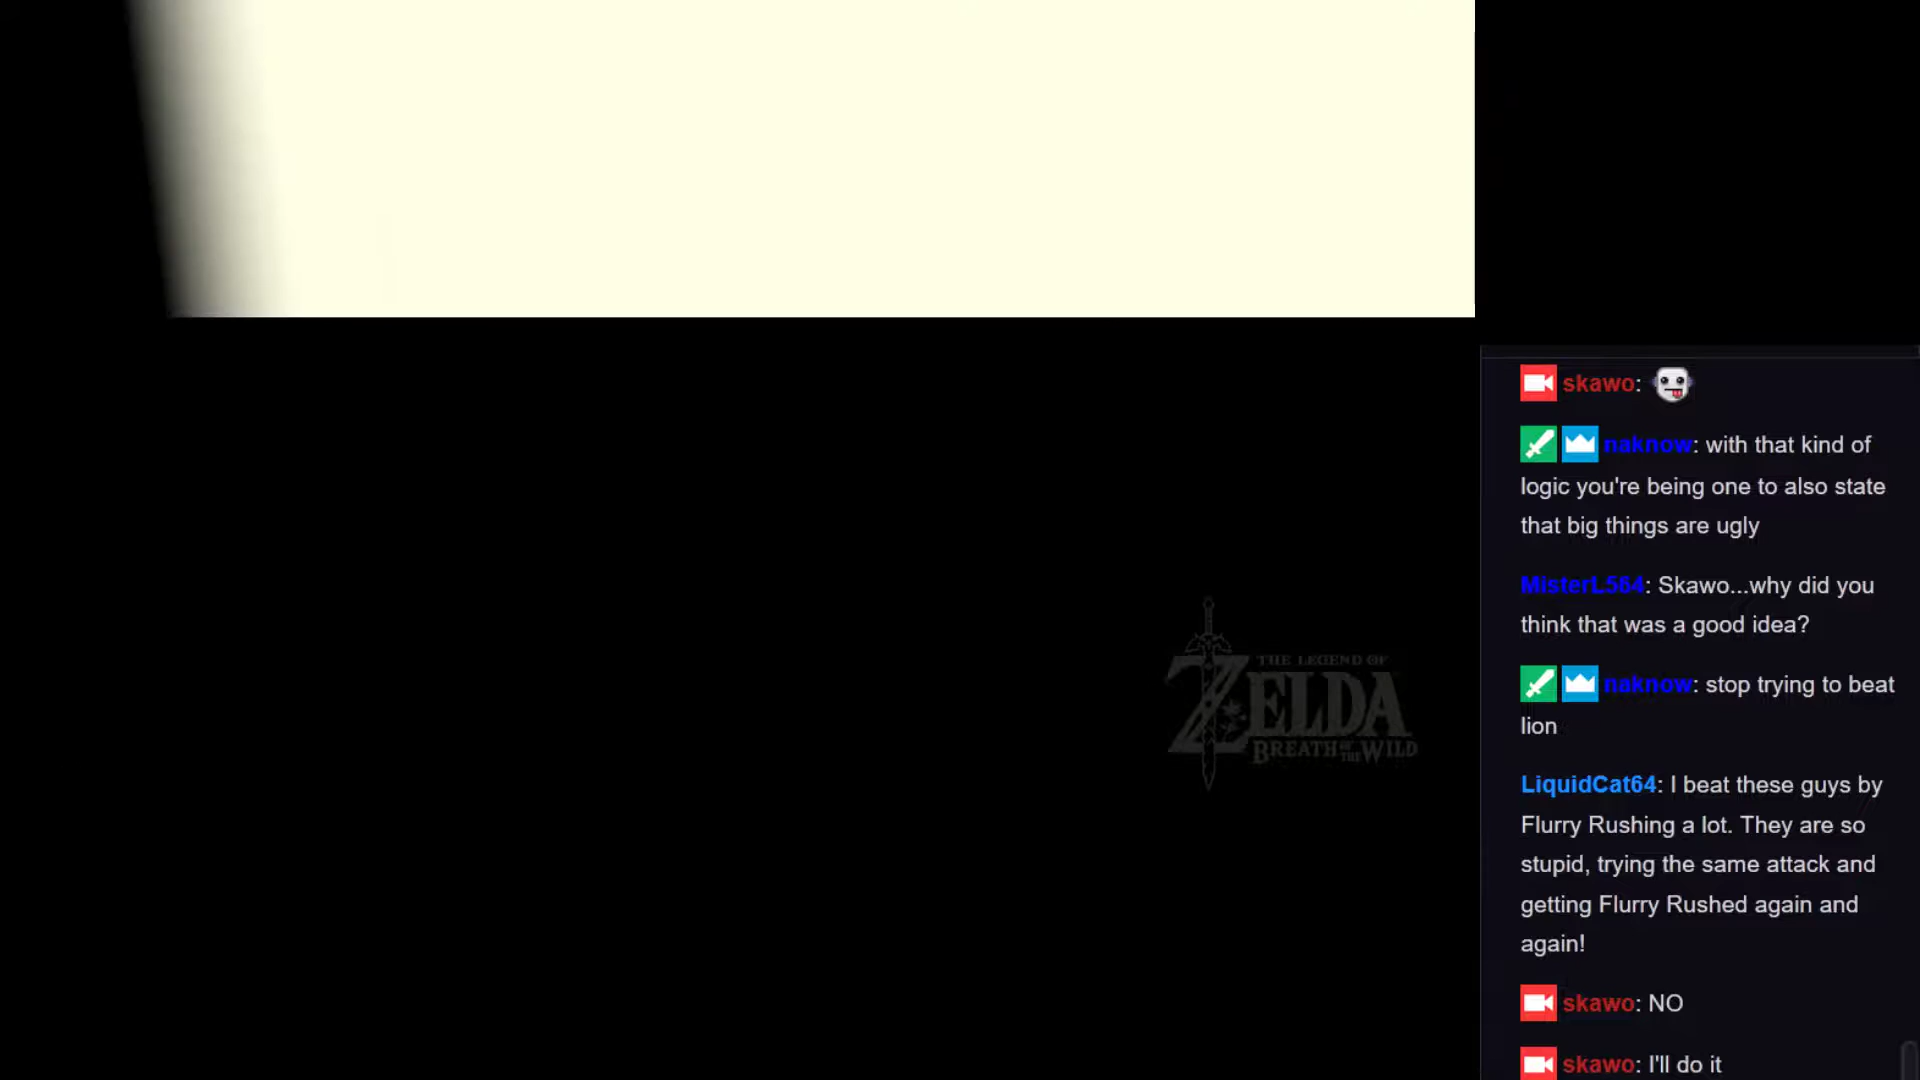 THE LEGEND OF
ZELDA
BREATH OF THE WILD
skawo:
naknow: with that kind of
logic you're being one to also state
that big things are ugly
MisterL564: Skawo...why did you
think that was a good idea?
naknow: stop trying to beat
lion
LiquidCat64: I beat these guys by
Flurry Rushing a lot. They are so
stupid, trying the same attack and
getting Flurry Rushed again and
again!
skawo: NO
skawo: I'll do it